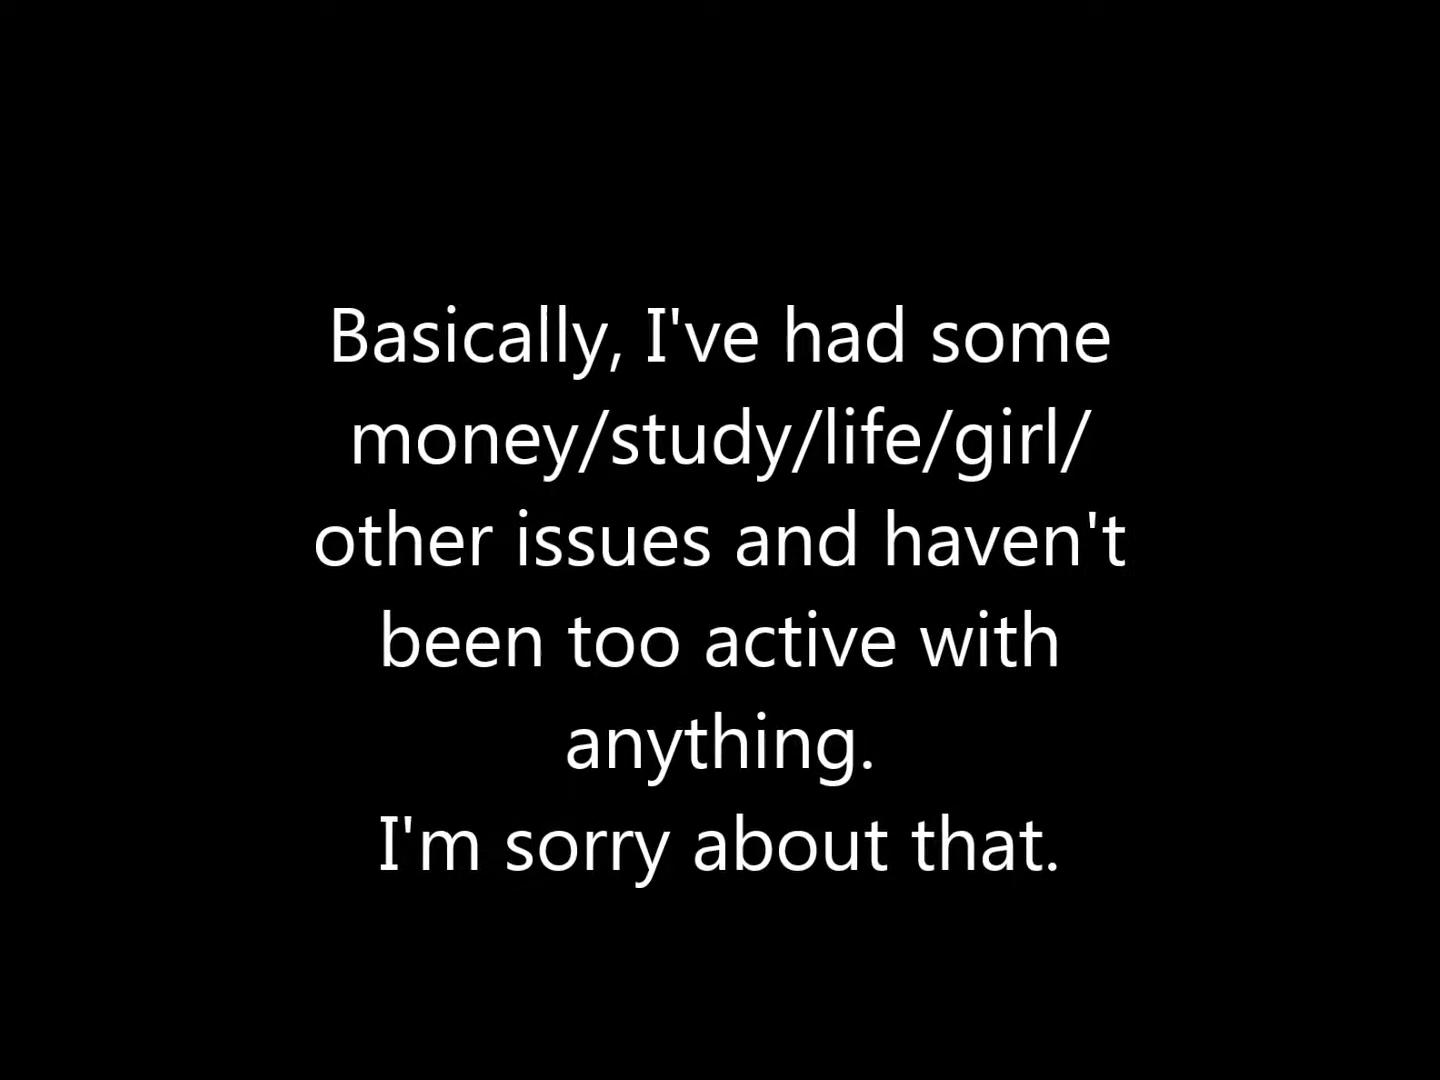 Basically, I've had some
money/study/life/girl/
other issues and haven't
been too active with
anything.
I'm sorry about that.